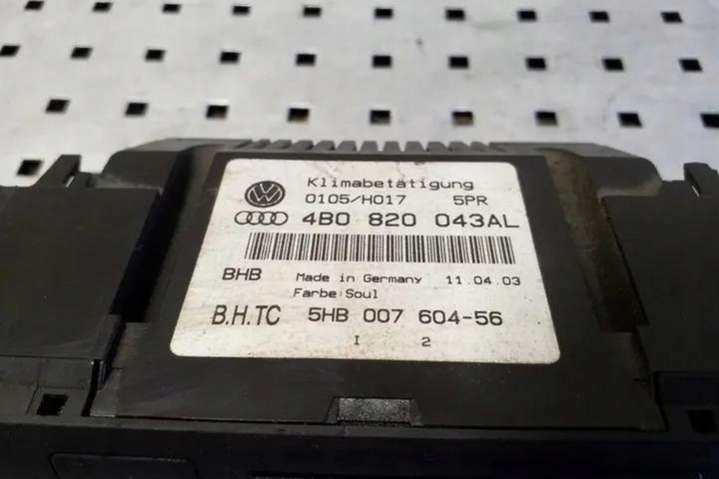 Klimabetätigung
0105/H017 5PR
4B0 820 043AL
BHB Made in Germany 11.04.03
Farbe:Soul
B.H.TC 5HB 007 604-56
I 2